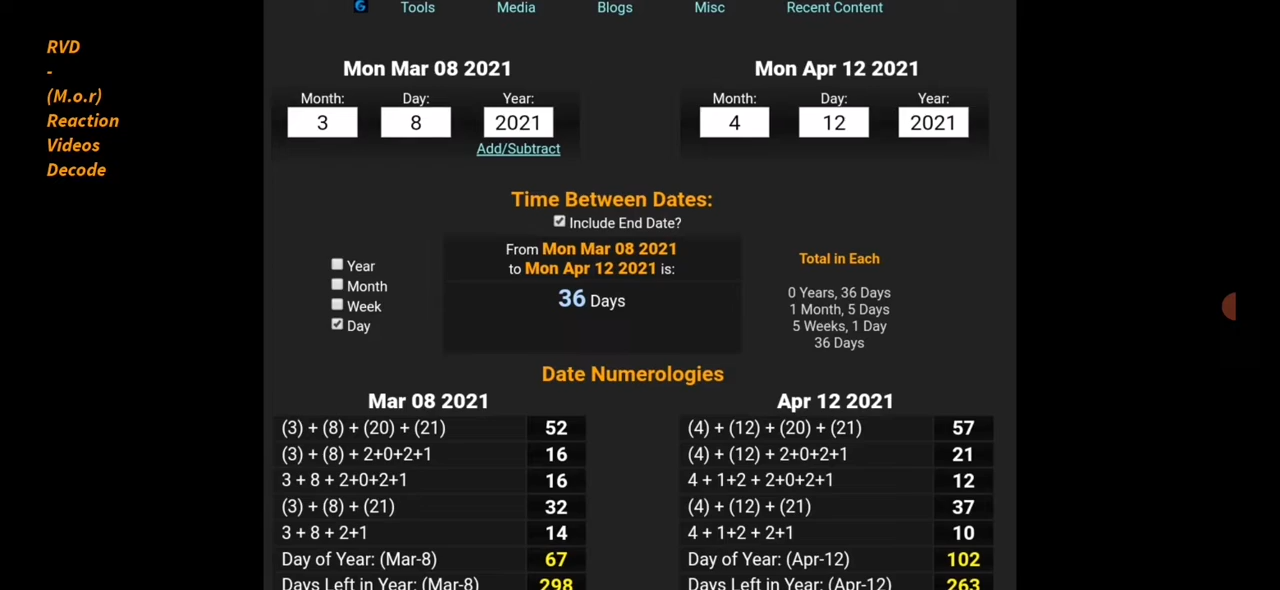 G Tools Media Blogs Misc Recent Content
RVD
-
(M.o.r)
Reaction
Videos
Decode
Mon Mar 08 2021
Month: Day: Year:
3 8 2021
Add/Subtract
Mon Apr 12 2021
Month: Day: Year:
4 12 2021
Time Between Dates:
Include End Date?
Year
Month
Week
Day
From Mon Mar 08 2021
to Mon Apr 12 2021 is:
36 Days
Total in Each
0 Years, 36 Days
1 Month, 5 Days
5 Weeks, 1 Day
36 Days
Date Numerologies
Mar 08 2021
(3) + (8) + (20) + (21) 52
(3) + (8) + 2+0+2+1 16
3 + 8 + 2+0+2+1 16
(3) + (8) + (21) 32
3 + 8 + 2+1 14
Day of Year: (Mar-8) 67
Days Left in Year: (Mar-8) 298
Apr 12 2021
(4) + (12) + (20) + (21) 57
(4) + (12) + 2+0+2+1 21
4 + 1+2 + 2+0+2+1 12
(4) + (12) + (21) 37
4 + 1+2 + 2+1 10
Day of Year: (Apr-12) 102
Days Left in Year: (Apr-12) 263